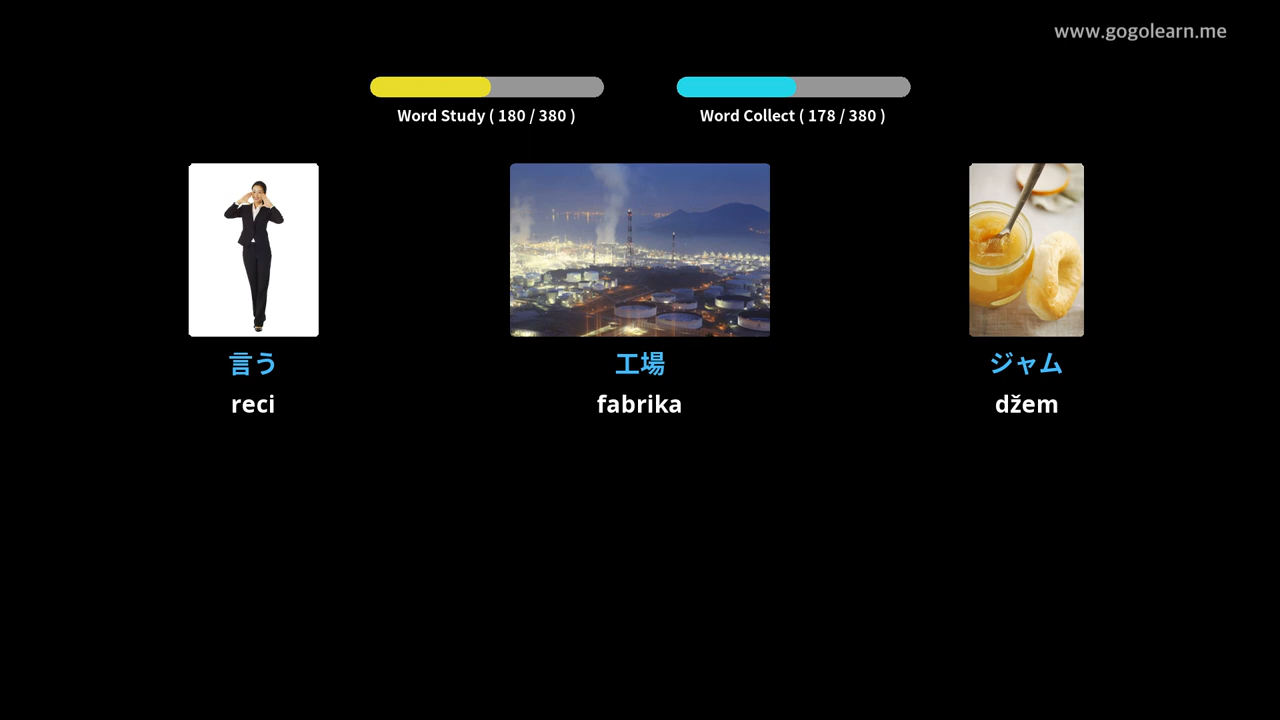 www.gogolearn.me
Word Study ( 180 / 380 )
Word Collect ( 178 / 380 )
言う
工場
ジャム
reci
fabrika
džem